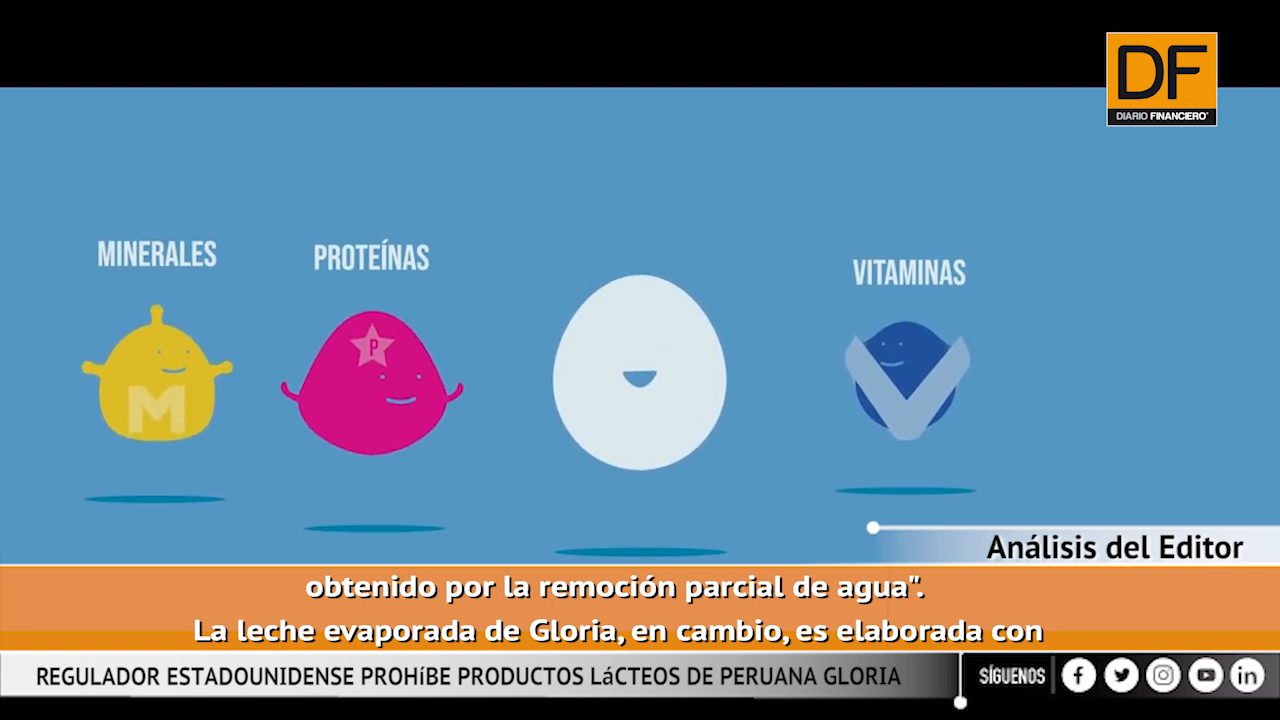 DF
DIARIO FINANCIERO
MINERALES
PROTEÍNAS
VITAMINAS
M
P
V
Análisis del Editor
obtenido por la remoción parcial de agua".
La leche evaporada de Gloria, en cambio, es elaborada con
REGULADOR ESTADOUNIDENSE PROHíBE PRODUCTOS LáCTEOS DE PERUANA GLORIA
SÍGUENOS